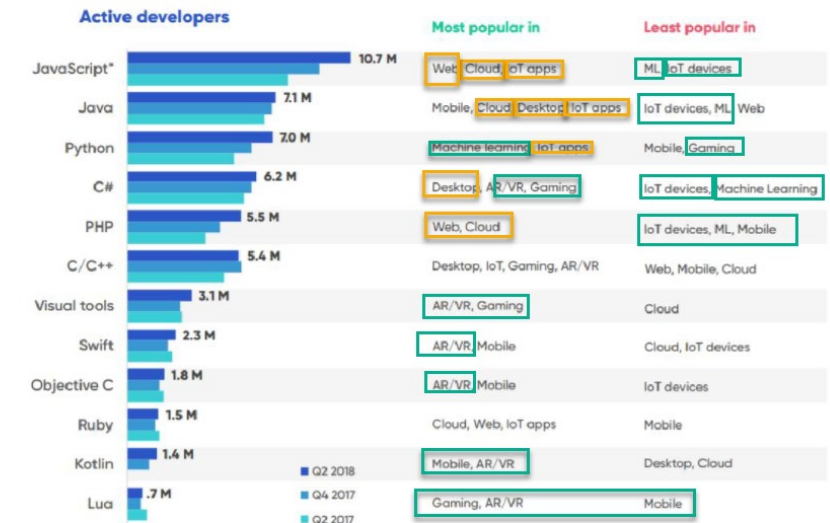 Active developers
Most popular in
Least popular in
JavaScript* 10.7 M Web, Cloud, IoT apps ML, IoT devices
Java 7.1 M Mobile, Cloud, Desktop, IoT apps IoT devices, ML, Web
Python 7.0 M Machine learning, IoT apps Mobile, Gaming
C# 6.2 M Desktop, AR/VR, Gaming IoT devices, Machine Learning
PHP 5.5 M Web, Cloud IoT devices, ML, Mobile
C/C++ 5.4 M Desktop, IoT, Gaming, AR/VR Web, Mobile, Cloud
Visual tools 3.1 M AR/VR, Gaming Cloud
Swift 2.3 M AR/VR, Mobile Cloud, IoT devices
Objective C 1.8 M AR/VR, Mobile IoT devices
Ruby 1.5 M Cloud, Web, IoT apps Mobile
Kotlin 1.4 M Mobile, AR/VR Desktop, Cloud
Lua .7 M Gaming, AR/VR Mobile
Q2 2018
Q4 2017
Q2 2017